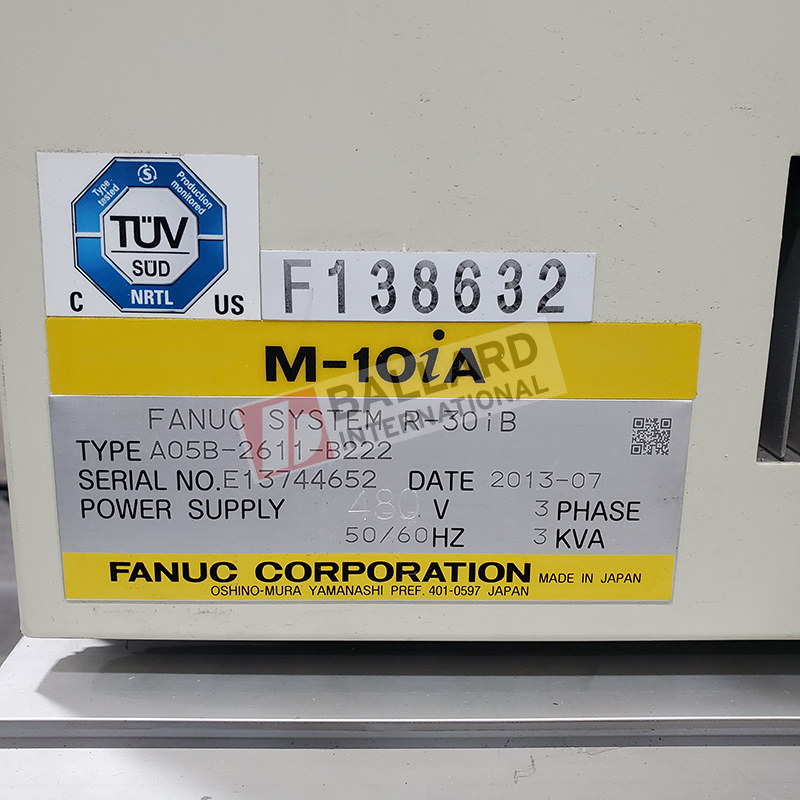 Type tested
Production monitored
TÜV
SÜD
NRTL
C US
F138632
M-10iA
BALLARD
INTERNATIONAL
FANUC SYSTEM R-30iB
TYPE A05B-2611-B222
SERIAL NO. E13744652 DATE 2013-07
POWER SUPPLY 480 V 3 PHASE
50/60HZ 3 KVA
FANUC CORPORATION MADE IN JAPAN
OSHINO-MURA YAMANASHI PREF. 401-0597 JAPAN